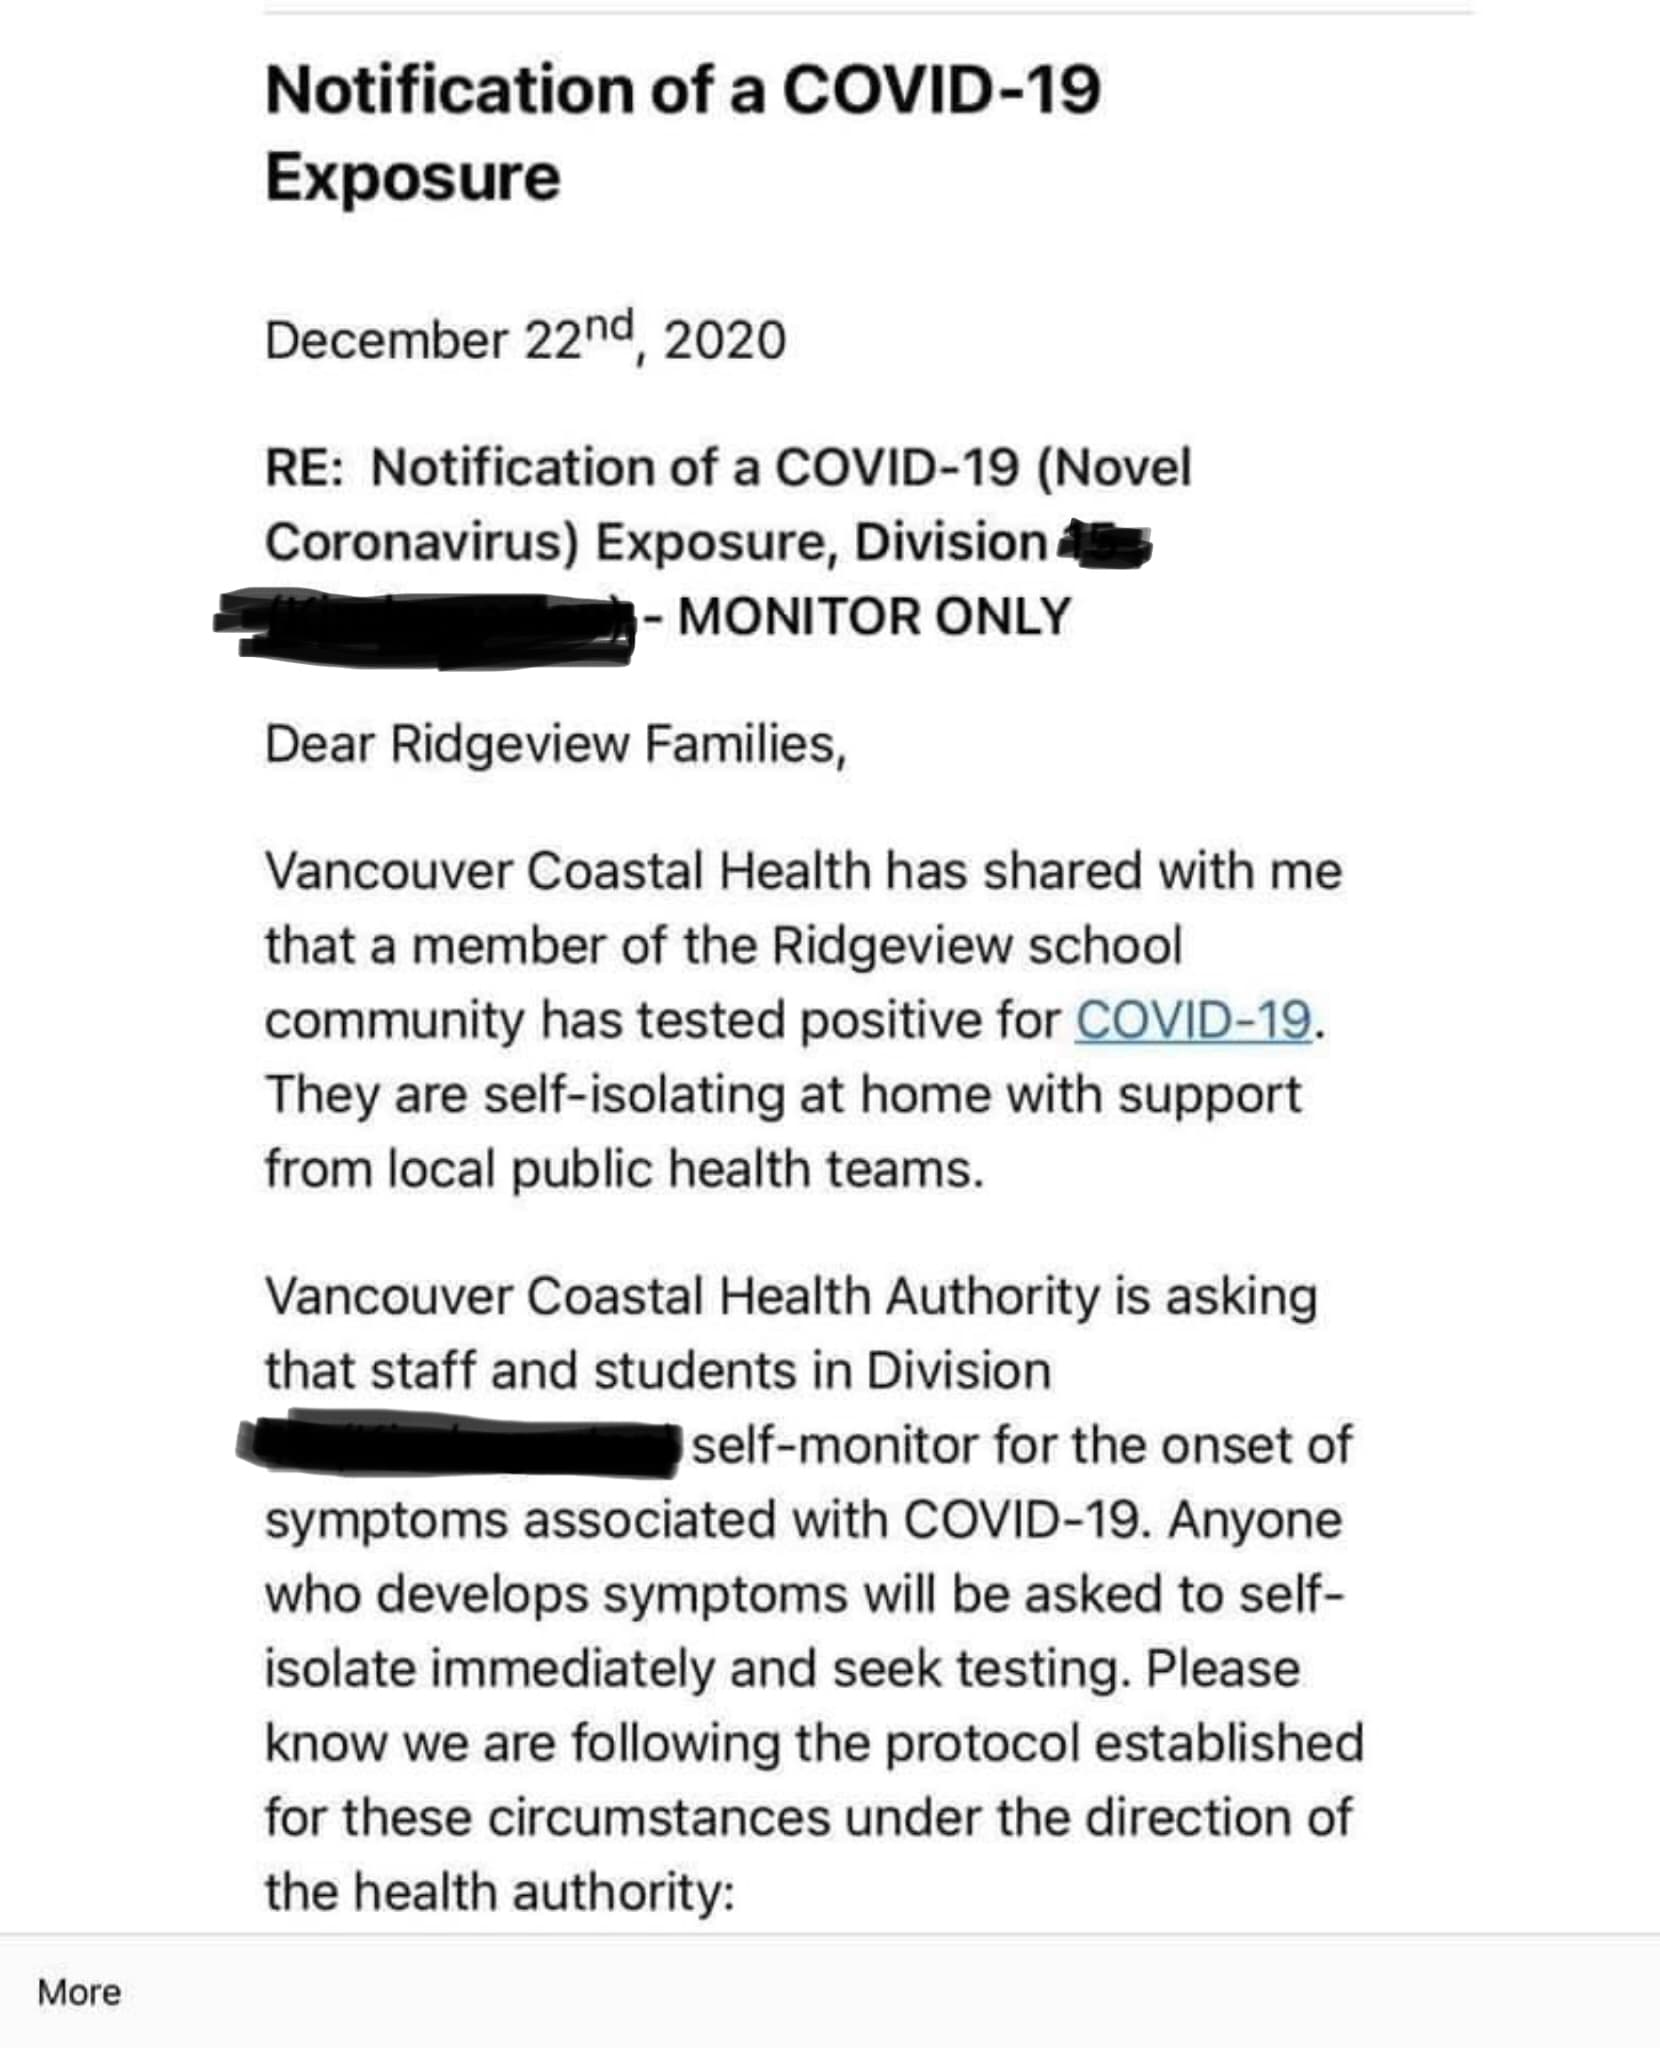 Notification of a COVID-19
Exposure
December 22nd, 2020
RE: Notification of a COVID-19 (Novel
Coronavirus) Exposure, Division
- MONITOR ONLY
Dear Ridgeview Families,
Vancouver Coastal Health has shared with me
that a member of the Ridgeview school
community has tested positive for COVID-19.
They are self-isolating at home with support
from local public health teams.
Vancouver Coastal Health Authority is asking
that staff and students in Division
self-monitor for the onset of
symptoms associated with COVID-19. Anyone
who develops symptoms will be asked to self-
isolate immediately and seek testing. Please
know we are following the protocol established
for these circumstances under the direction of
the health authority:
More